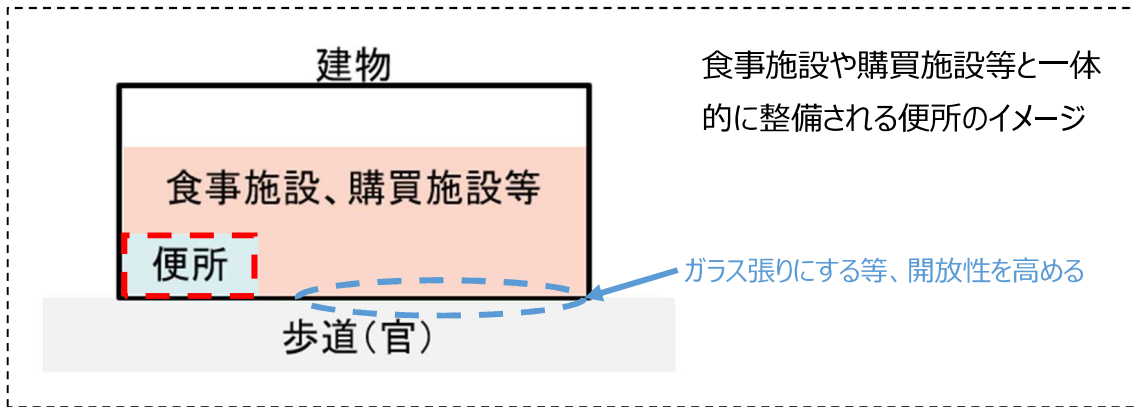 建物
食事施設や購買施設等と一体
的に整備される便所のイメージ
食事施設、購買施設等
便所
ガラス張りにする等、開放性を高める
歩道(官)